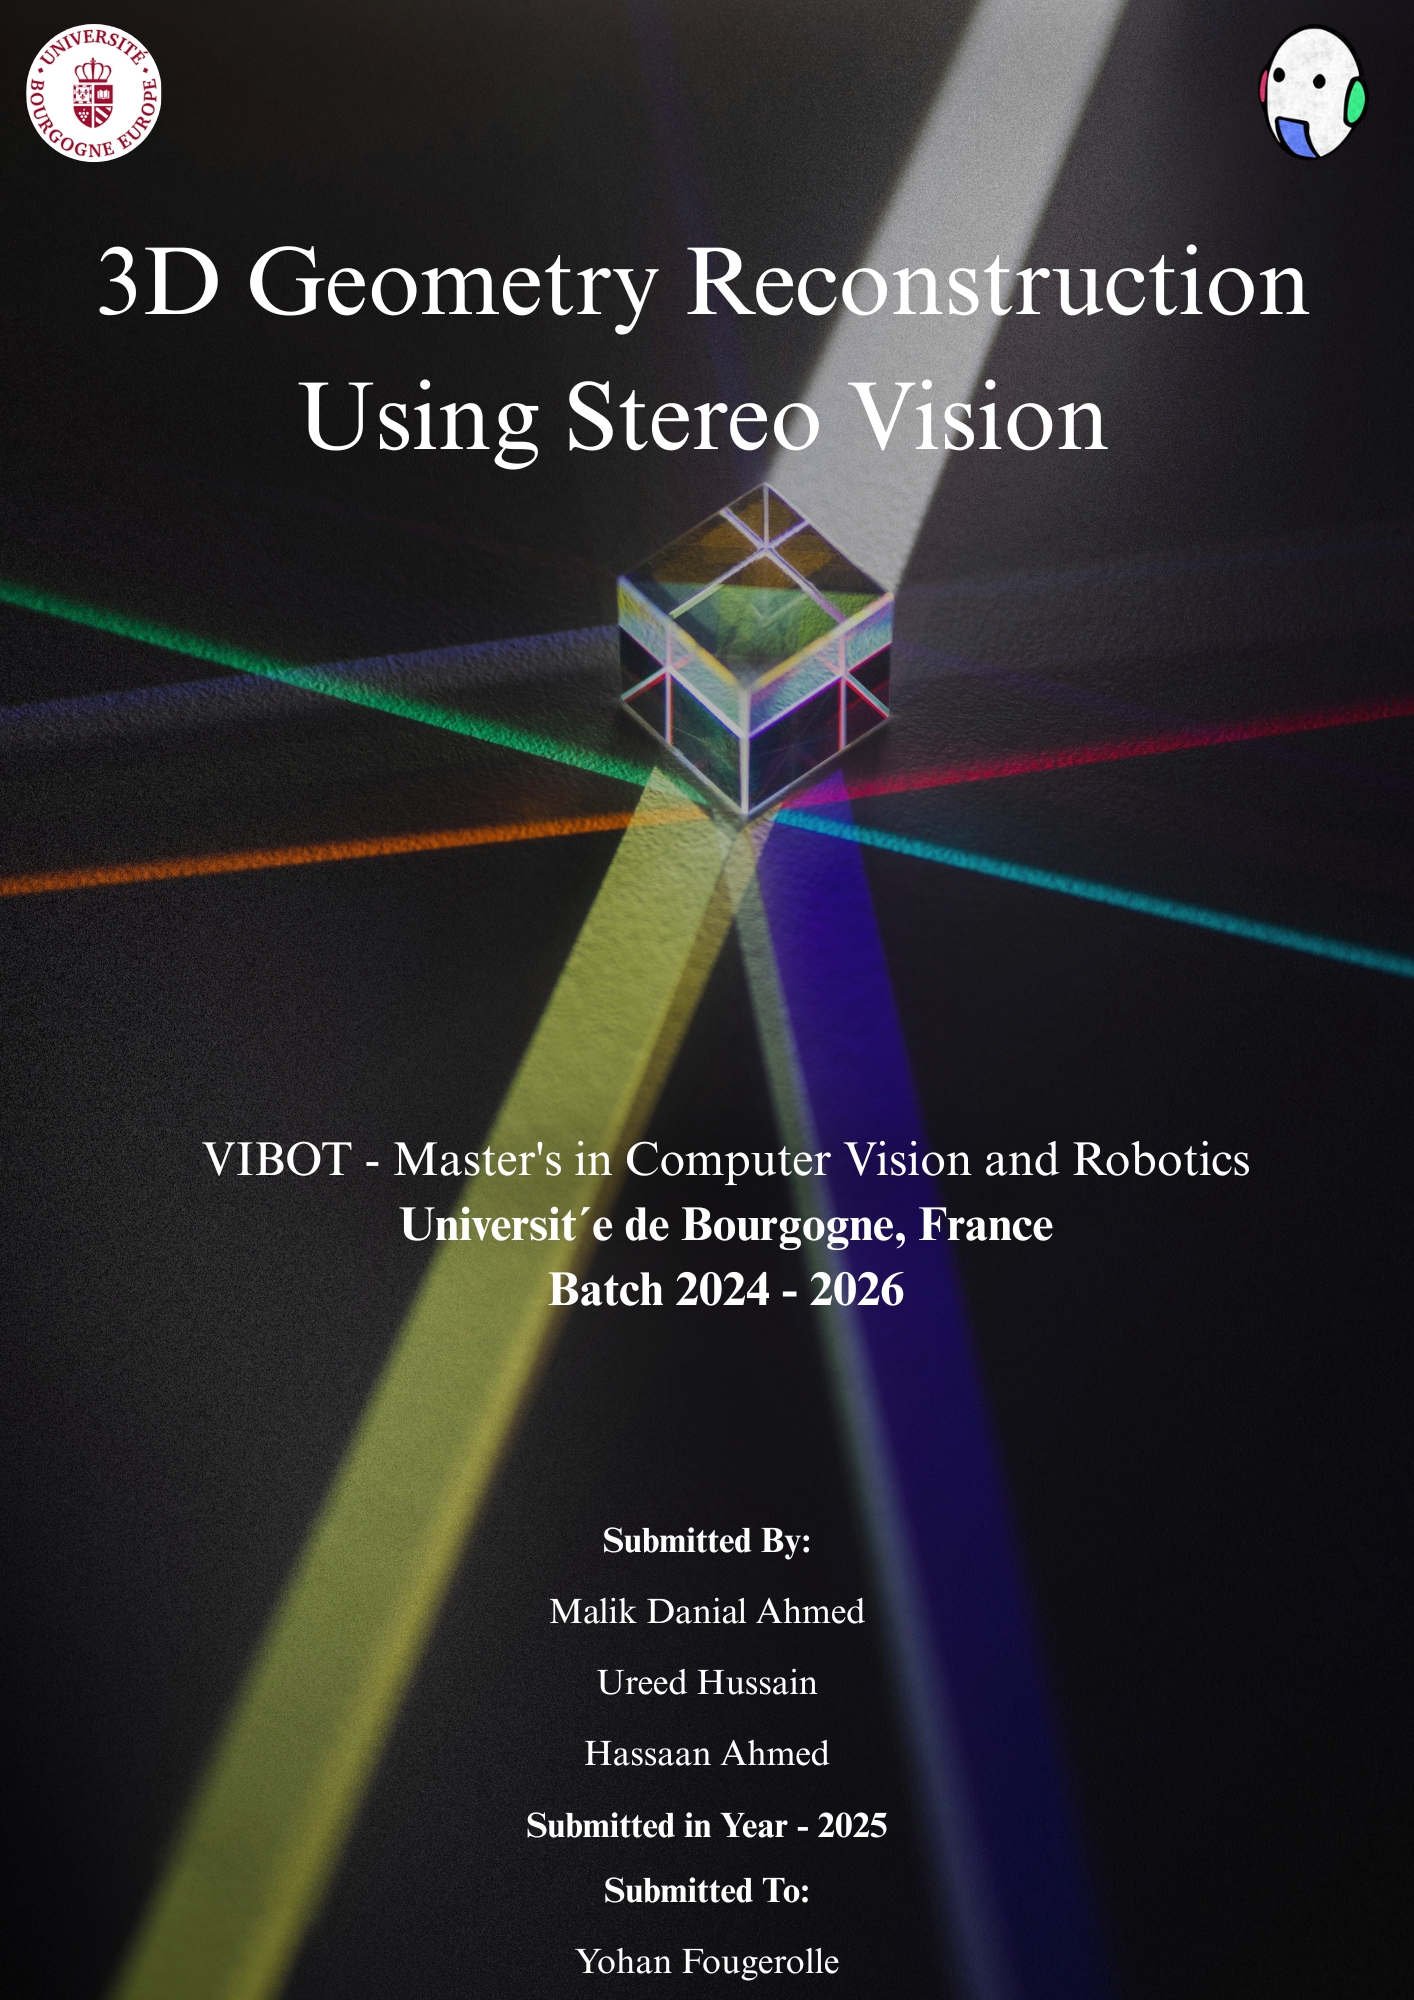 UNIVERSITÉ
BOURGOGNE EUROPE
3D Geometry Reconstruction
Using Stereo Vision
VIBOT - Master's in Computer Vision and Robotics
Universit´e de Bourgogne, France
Batch 2024 - 2026
Submitted By:
Malik Danial Ahmed
Ureed Hussain
Hassaan Ahmed
Submitted in Year - 2025
Submitted To:
Yohan Fougerolle